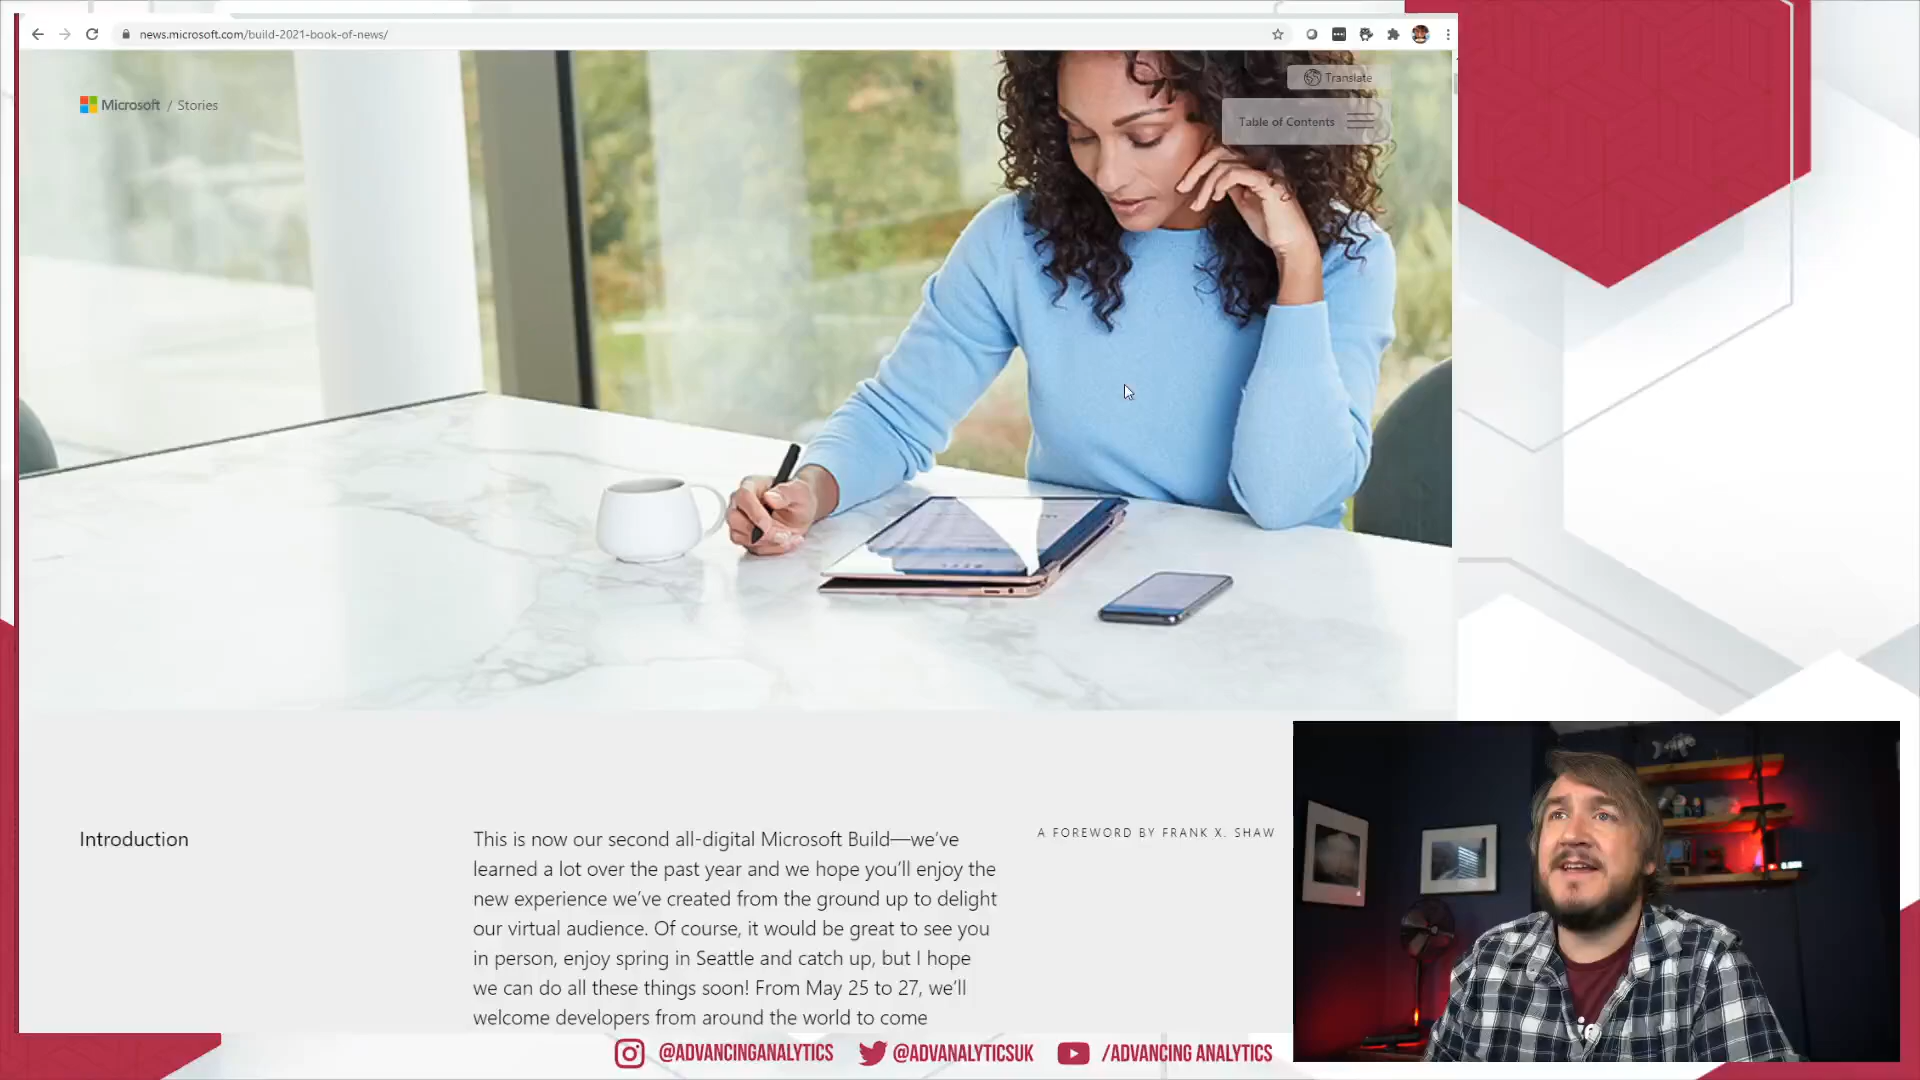 news.microsoft.com/build-2021-book-of-news/
Translate
Microsoft / Stories
Table of Contents
Introduction
This is now our second all-digital Microsoft Build—we've
learned a lot over the past year and we hope you'll enjoy the
new experience we've created from the ground up to delight
our virtual audience. Of course, it would be great to see you
in person, enjoy spring in Seattle and catch up, but I hope
we can do all these things soon! From May 25 to 27, we'll
welcome developers from around the world to come
A FOREWORD BY FRANK X. SHAW
@ADVANCINGANALYTICS
@ADVANALYTICSUK
/ADVANCING ANALYTICS